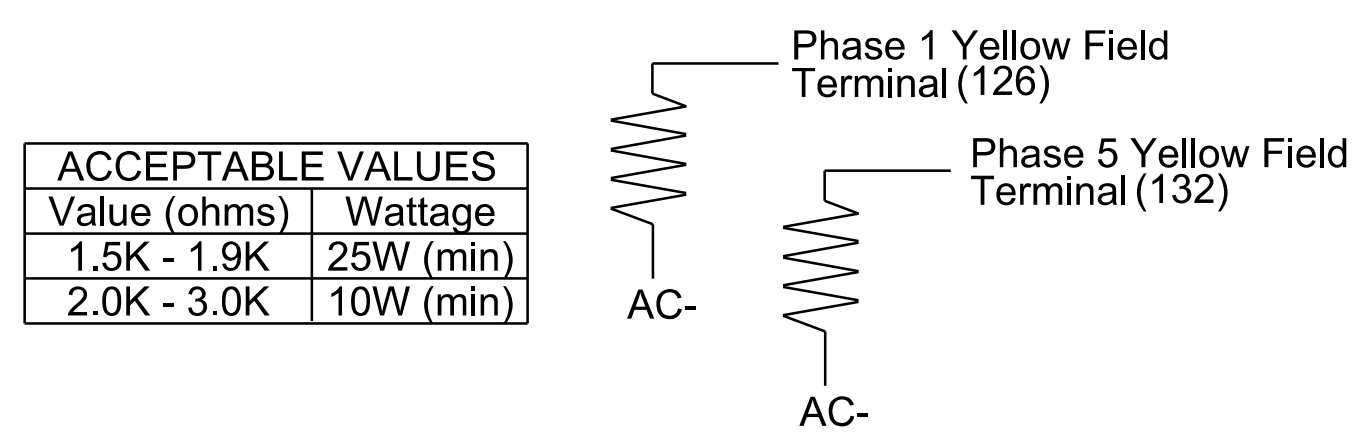 Phase 1 Yellow Field
Terminal (126)
ACCEPTABLE VALUES
Value (ohms) Wattage
1.5K - 1.9K 25W (min)
2.0K - 3.0K 10W (min)
AC-
Phase 5 Yellow Field
Terminal (132)
AC-